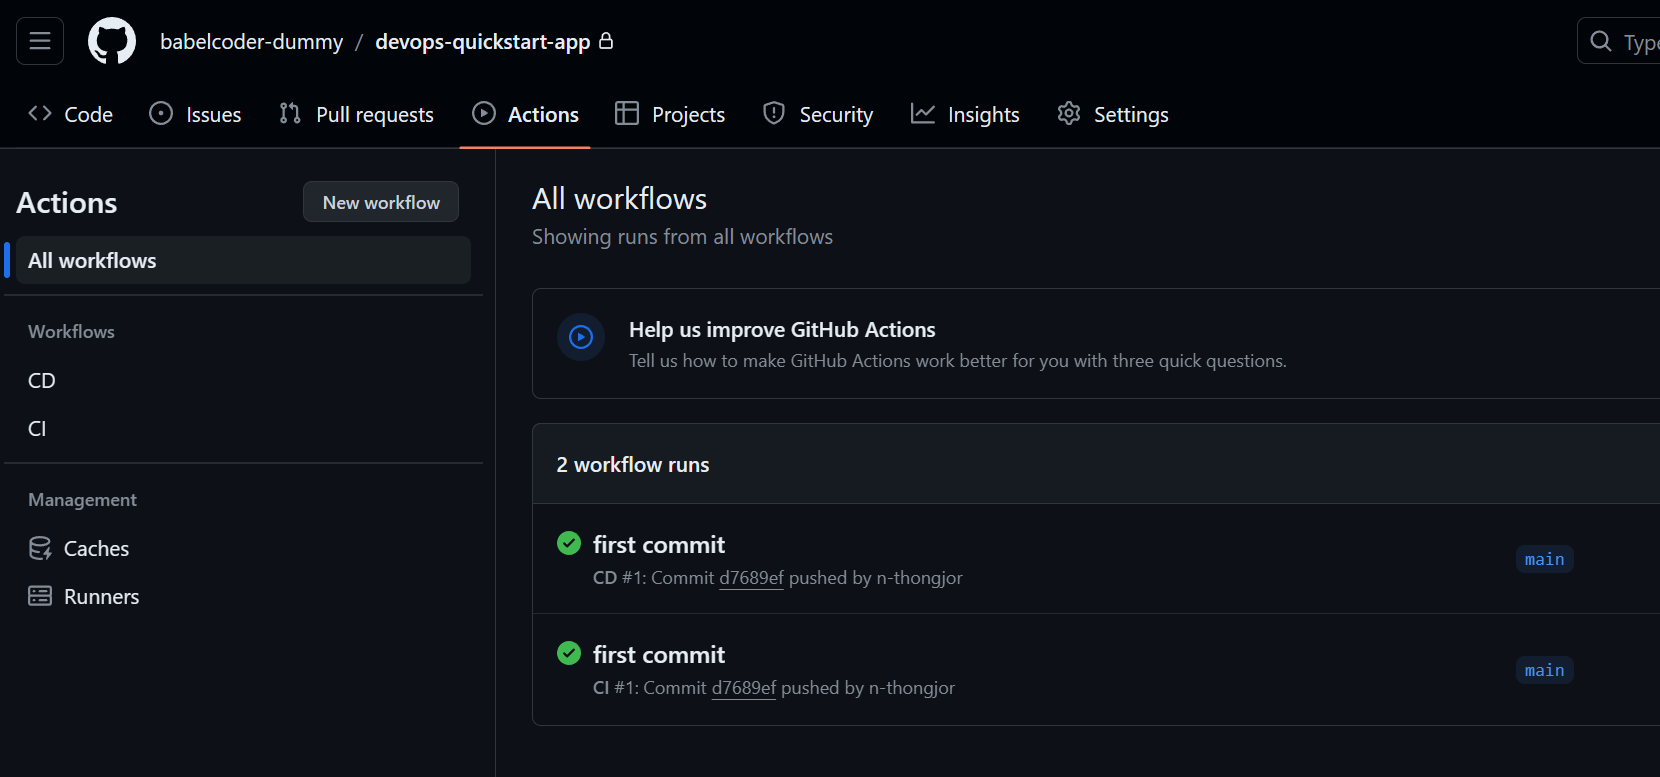 babelcoder-dummy / devops-quickstart-app
Type
Code Issues Pull requests Actions Projects Security Insights Settings
Actions
New workflow
All workflows
Workflows
CD
CI
Management
Caches
Runners
All workflows
Showing runs from all workflows
Help us improve GitHub Actions
Tell us how to make GitHub Actions work better for you with three quick questions.
2 workflow runs
first commit
CD #1: Commit d7689ef pushed by n-thongjor
main
first commit
CI #1: Commit d7689ef pushed by n-thongjor
main